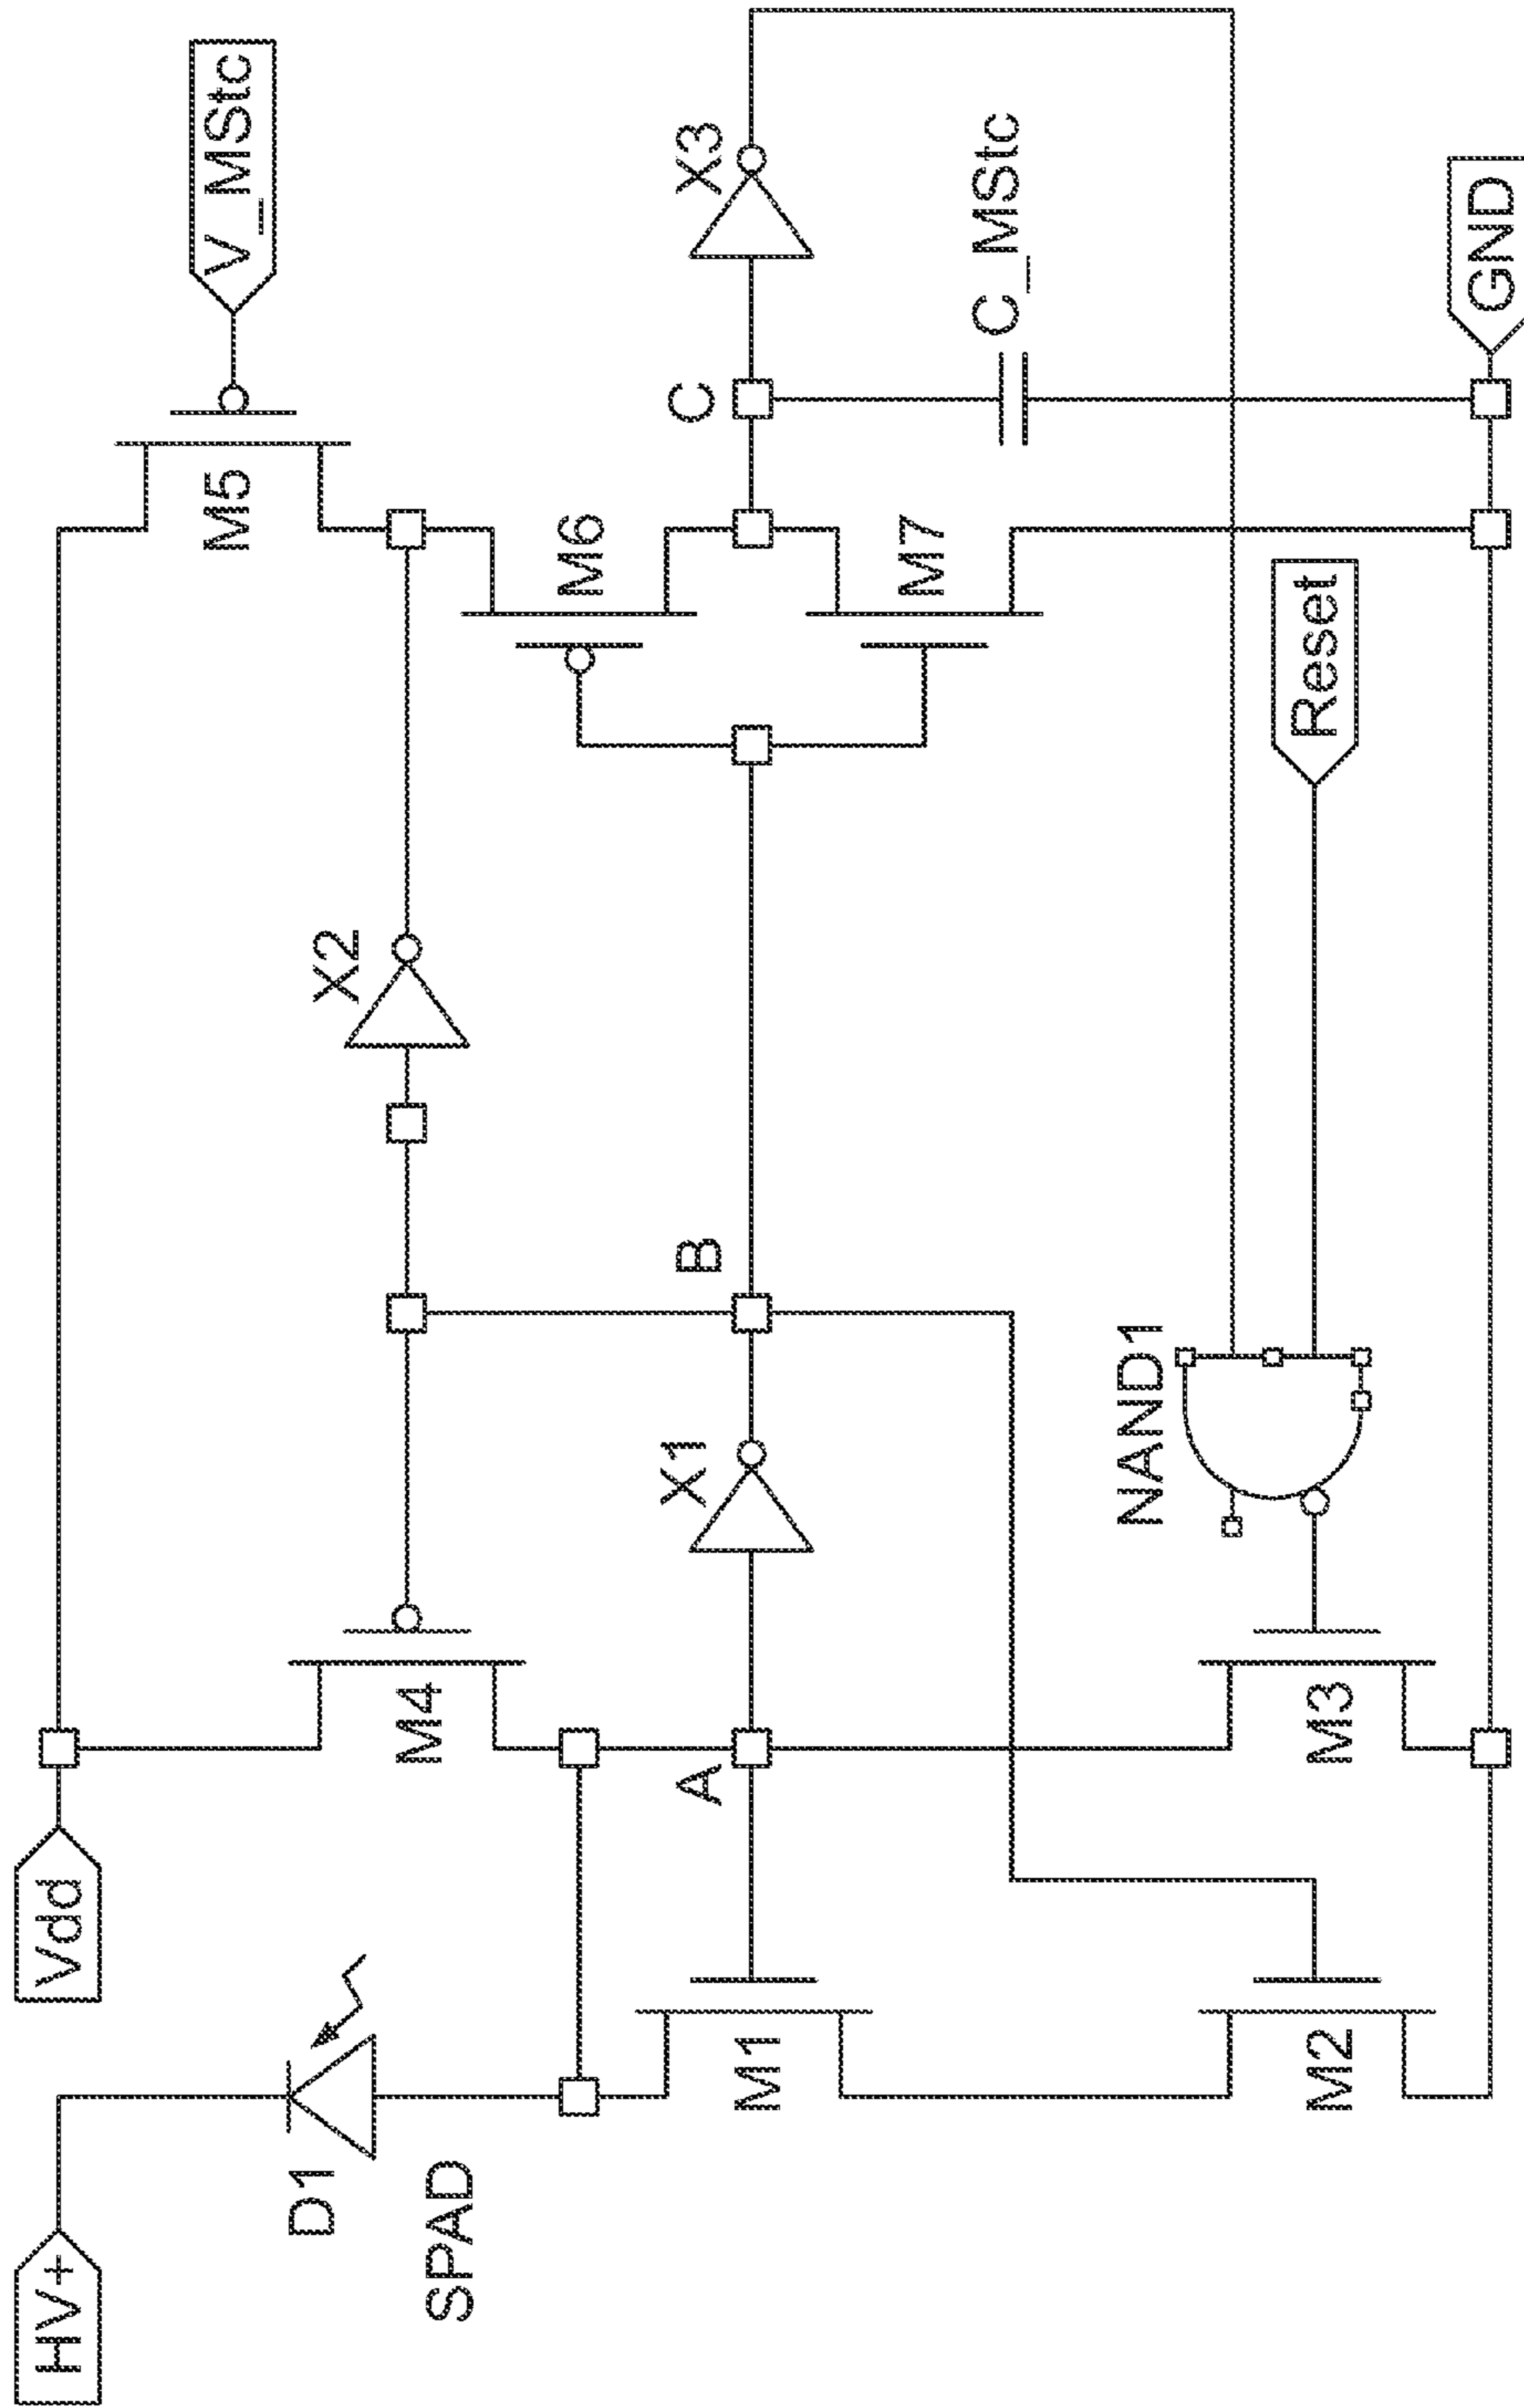 HV+
Vdd
V_MStc
D1
SPAD
M4
X2
M5
A
X1
B
M6
C
X3
M1
M7
C_MStc
NAND1
Reset
M2
M3
GND